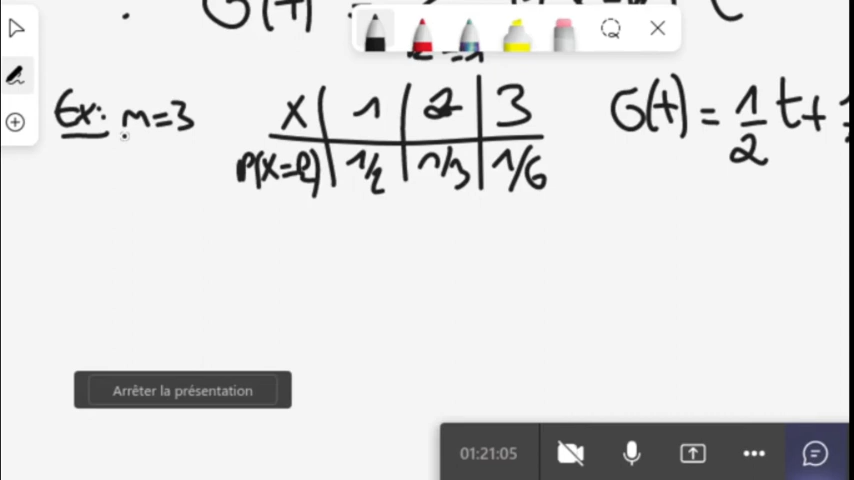 G(t) =
Ex: n=3
X | 1 | 2 | 3
P(X=k) | 1/2 | 1/3 | 1/6
G(t) = 1/2 t +
Arrêter la présentation
01:21:05